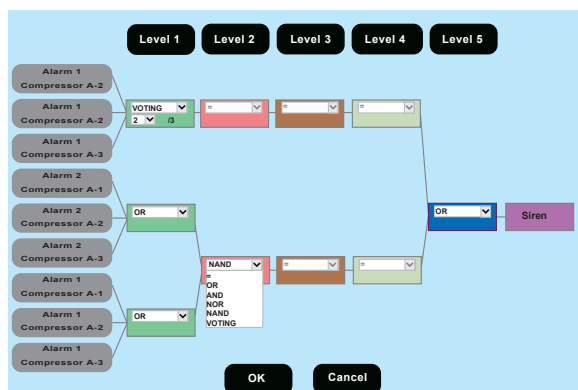 Level 1 Level 2 Level 3 Level 4 Level 5
Alarm 1
Compressor A-2
Alarm 1
Compressor A-2
Alarm 1
Compressor A-3
VOTING = = =
2 /3
Alarm 2
Compressor A-1
Alarm 2
Compressor A-2
Alarm 2
Compressor A-3
OR
OR
Siren
Alarm 1
Compressor A-1
Alarm 1
Compressor A-2
Alarm 1
Compressor A-3
OR
NAND = =
=
OR
AND
NOR
NAND
VOTING
OK Cancel